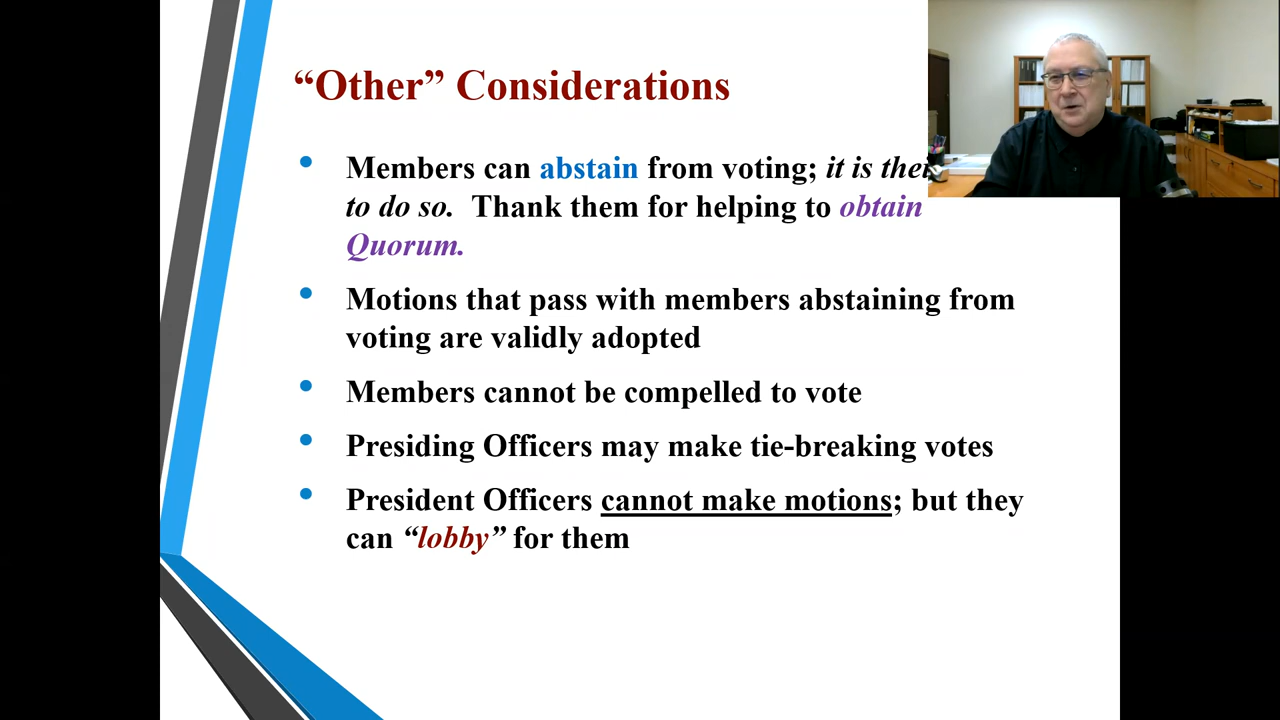 “Other” Considerations
Members can abstain from voting; it is
to do so. Thank them for helping to obtain
Quorum.
Motions that pass with members abstaining from
voting are validly adopted
Members cannot be compelled to vote
Presiding Officers may make tie-breaking votes
President Officers cannot make motions; but they
can “lobby” for them